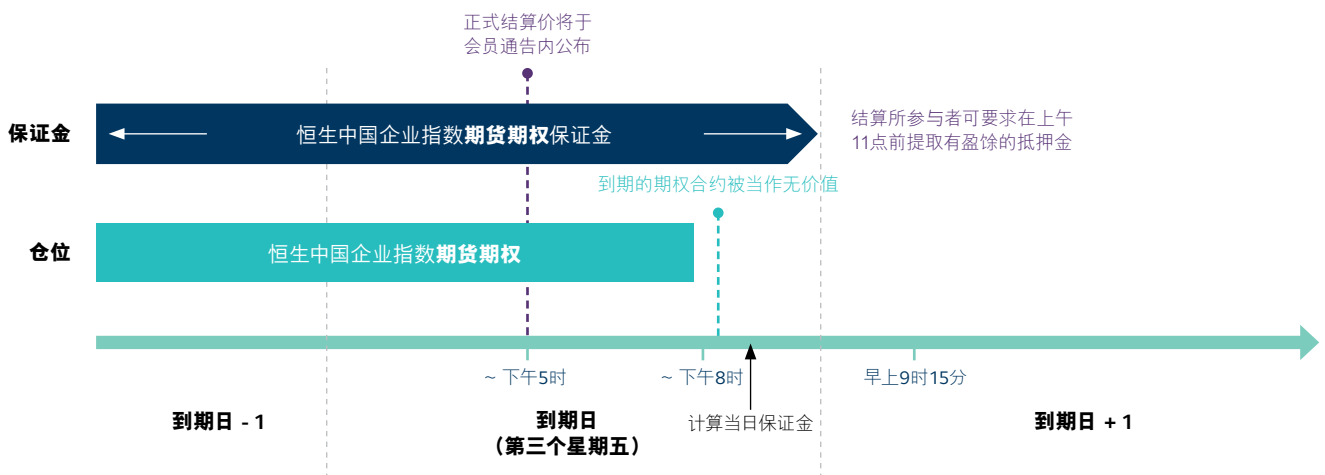 正式结算价将于
会员通告内公布
保证金
恒生中国企业指数期货期权保证金
结算所参与者可要求在上午
11点前提取有盈馀的抵押金
到期的期权合约被当作无价值
仓位
恒生中国企业指数期货期权
~ 下午5时
~ 下午8时
早上9时15分
到期日 - 1
到期日
(第三个星期五)
计算当日保证金
到期日 + 1